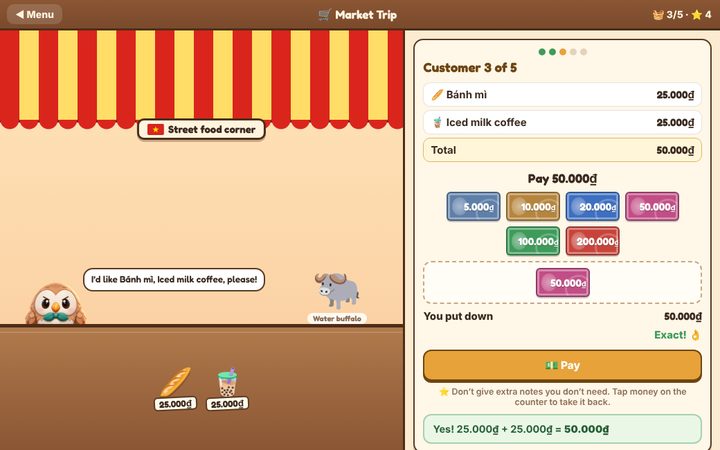 ◀ Menu
🛒 Market Trip
🧺 3/5 · ⭐ 4
Street food corner
I'd like Bánh mì, Iced milk coffee, please!
Water buffalo
25.000₫
25.000₫
Customer 3 of 5
🥖 Bánh mì 25.000₫
🧋 Iced milk coffee 25.000₫
Total 50.000₫
Pay 50.000₫
5.000₫ 10.000₫ 20.000₫ 50.000₫
100.000₫ 200.000₫
50.000₫
You put down 50.000₫
Exact! 👌
💵 Pay
⭐ Don't give extra notes you don't need. Tap money on the
counter to take it back.
Yes! 25.000₫ + 25.000₫ = 50.000₫